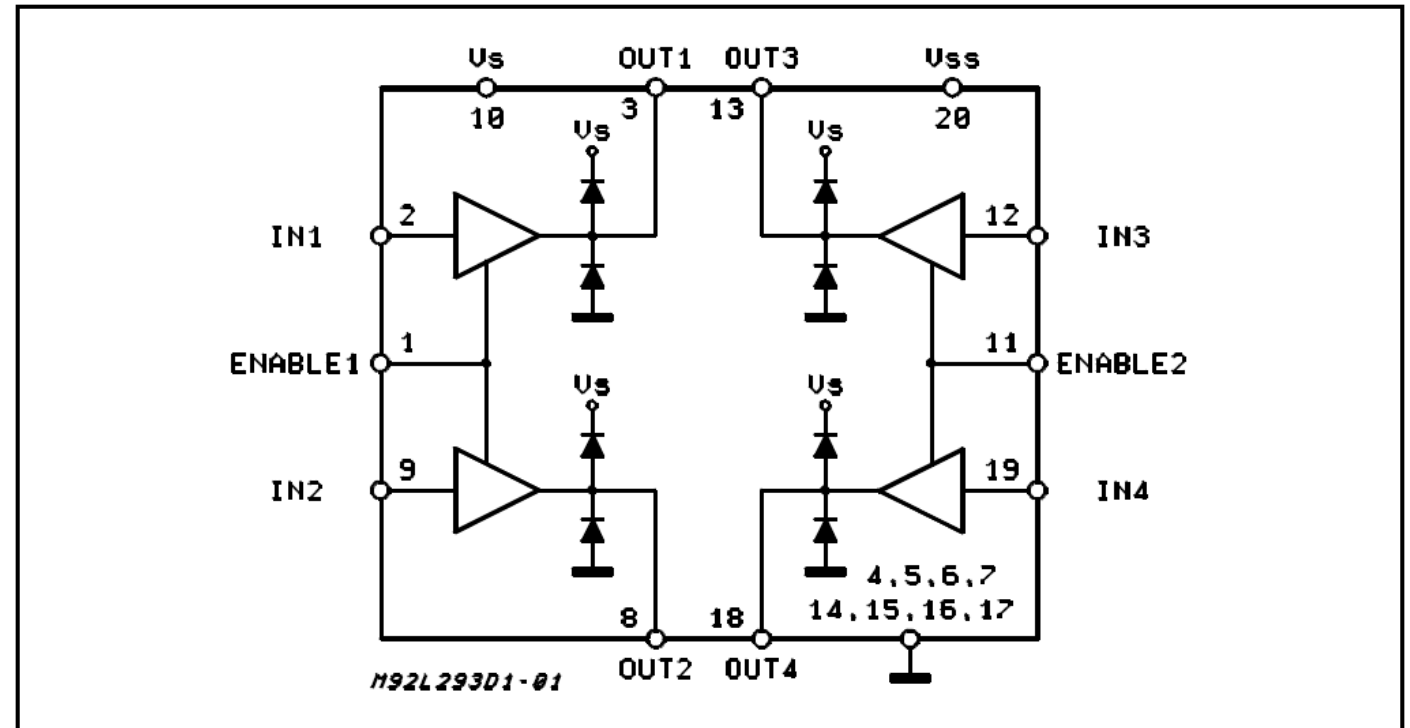 Vs OUT1 OUT3 Vss
10 3 13 20
Vs Vs
IN1 2 12 IN3
ENABLE1 1 11 ENABLE2
Vs Vs
IN2 9 19 IN4
4,5,6,7
8 18 14,15,16,17
OUT2 OUT4
M92L293D1-01